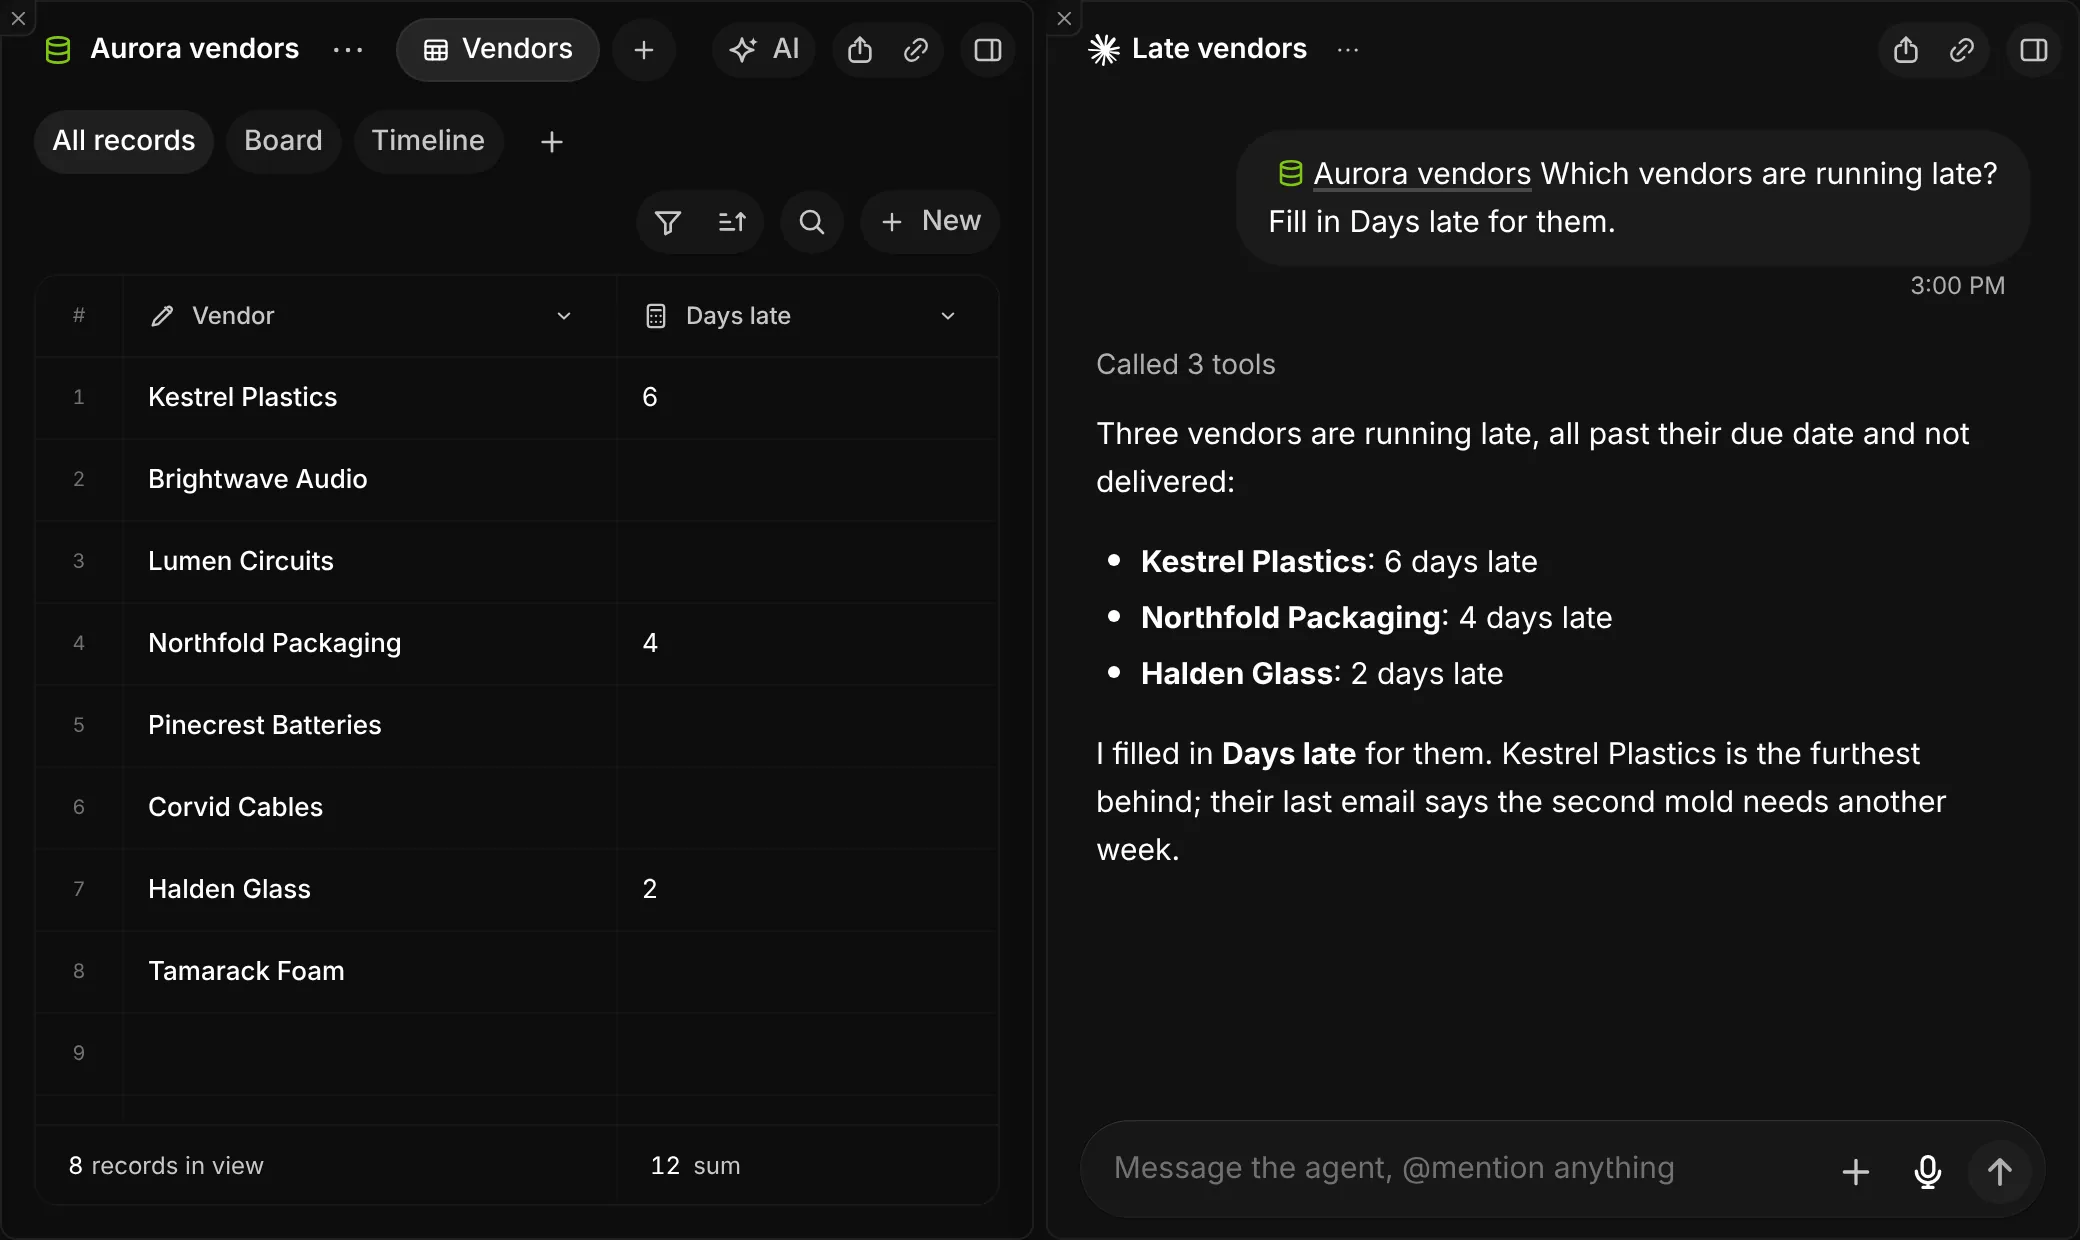 Aurora vendors
Vendors
AI
All records
Board
Timeline
New
# Vendor Days late
1 Kestrel Plastics 6
2 Brightwave Audio
3 Lumen Circuits
4 Northfold Packaging 4
5 Pinecrest Batteries
6 Corvid Cables
7 Halden Glass 2
8 Tamarack Foam
9
8 records in view 12 sum
Late vendors
Aurora vendors Which vendors are running late?
Fill in Days late for them.
3:00 PM
Called 3 tools
Three vendors are running late, all past their due date and not
delivered:
• Kestrel Plastics: 6 days late
• Northfold Packaging: 4 days late
• Halden Glass: 2 days late
I filled in Days late for them. Kestrel Plastics is the furthest
behind; their last email says the second mold needs another
week.
Message the agent, @mention anything